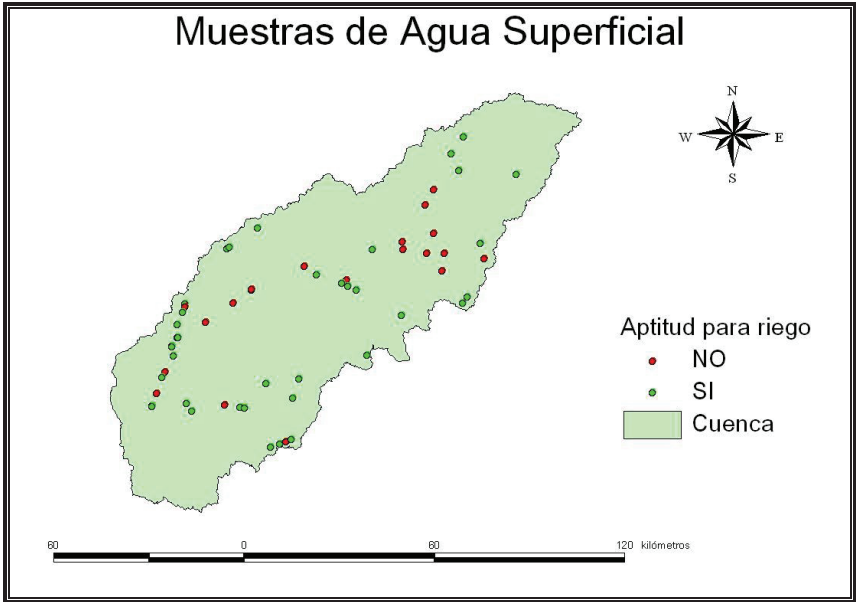 Muestras de Agua Superficial
N
W E
S
Aptitud para riego
NO
SI
Cuenca
60 0 60 120 kilómetros